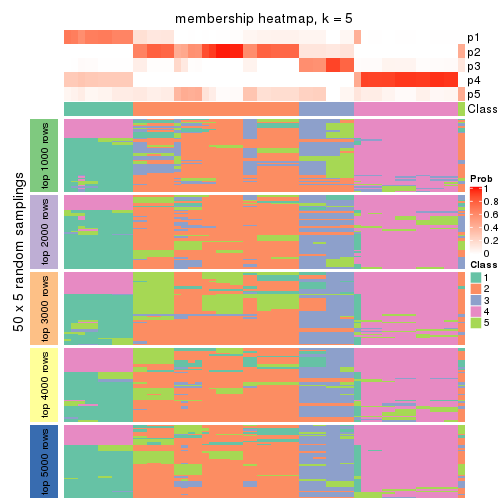 membership heatmap, k = 5
p1
p2
p3
p4
p5
Class
50 x 5 random samplings
top 1000 rows
top 2000 rows
top 3000 rows
top 4000 rows
top 5000 rows
Prob
1
0.8
0.6
0.4
0.2
0
Class
1
2
3
4
5